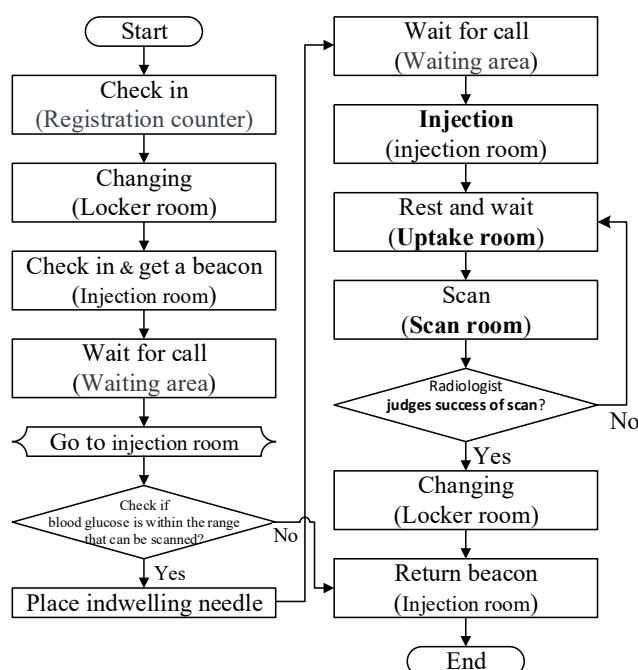 Start
Check in
(Registration counter)
Changing
(Locker room)
Check in & get a beacon
(Injection room)
Wait for call
(Waiting area)
Go to injection room
Check if
blood glucose is within the range
that can be scanned?
No
Yes
Place indwelling needle
Wait for call
(Waiting area)
Injection
(injection room)
Rest and wait
(Uptake room)
Scan
(Scan room)
Radiologist
judges success of scan?
No
Yes
Changing
(Locker room)
Return beacon
(Injection room)
End